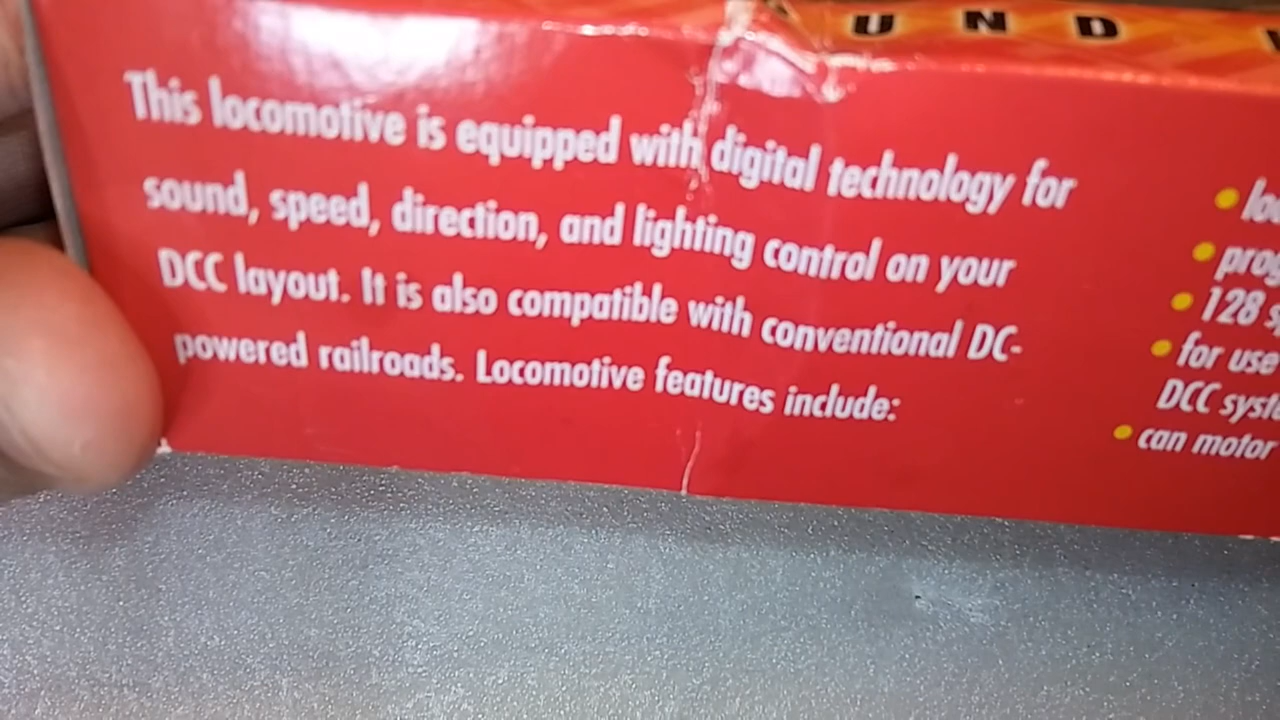 UND
This locomotive is equipped with digital technology for
sound, speed, direction, and lighting control on your
DCC layout. It is also compatible with conventional DC-
powered railroads. Locomotive features include:
•
•
• 128
• for use
DCC
• can motor